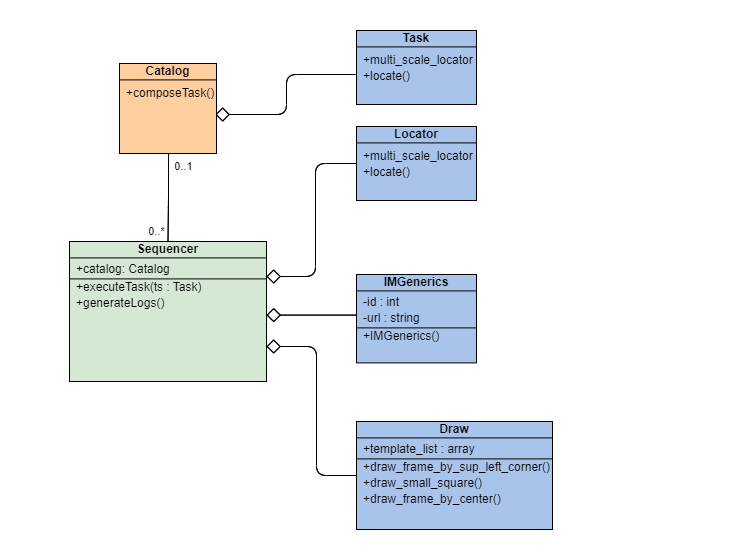 Task
+multi_scale_locator
+locate()
Catalog
+composeTask()
0..1
0..*
Locator
+multi_scale_locator
+locate()
Sequencer
+catalog: Catalog
+executeTask(ts : Task)
+generateLogs()
IMGenerics
-id : int
-url : string
+IMGenerics()
Draw
+template_list : array
+draw_frame_by_sup_left_corner()
+draw_small_square()
+draw_frame_by_center()